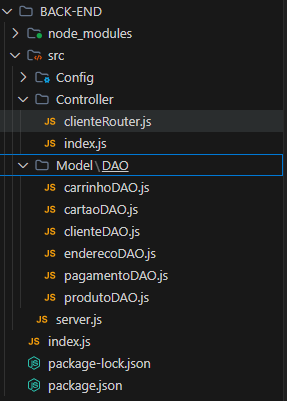 BACK-END
node_modules
src
Config
Controller
JS clienteRouter.js
JS index.js
Model\DAO
JS carrinhoDAO.js
JS cartaoDAO.js
JS clienteDAO.js
JS enderecoDAO.js
JS pagamentoDAO.js
JS produtoDAO.js
JS server.js
JS index.js
package-lock.json
package.json